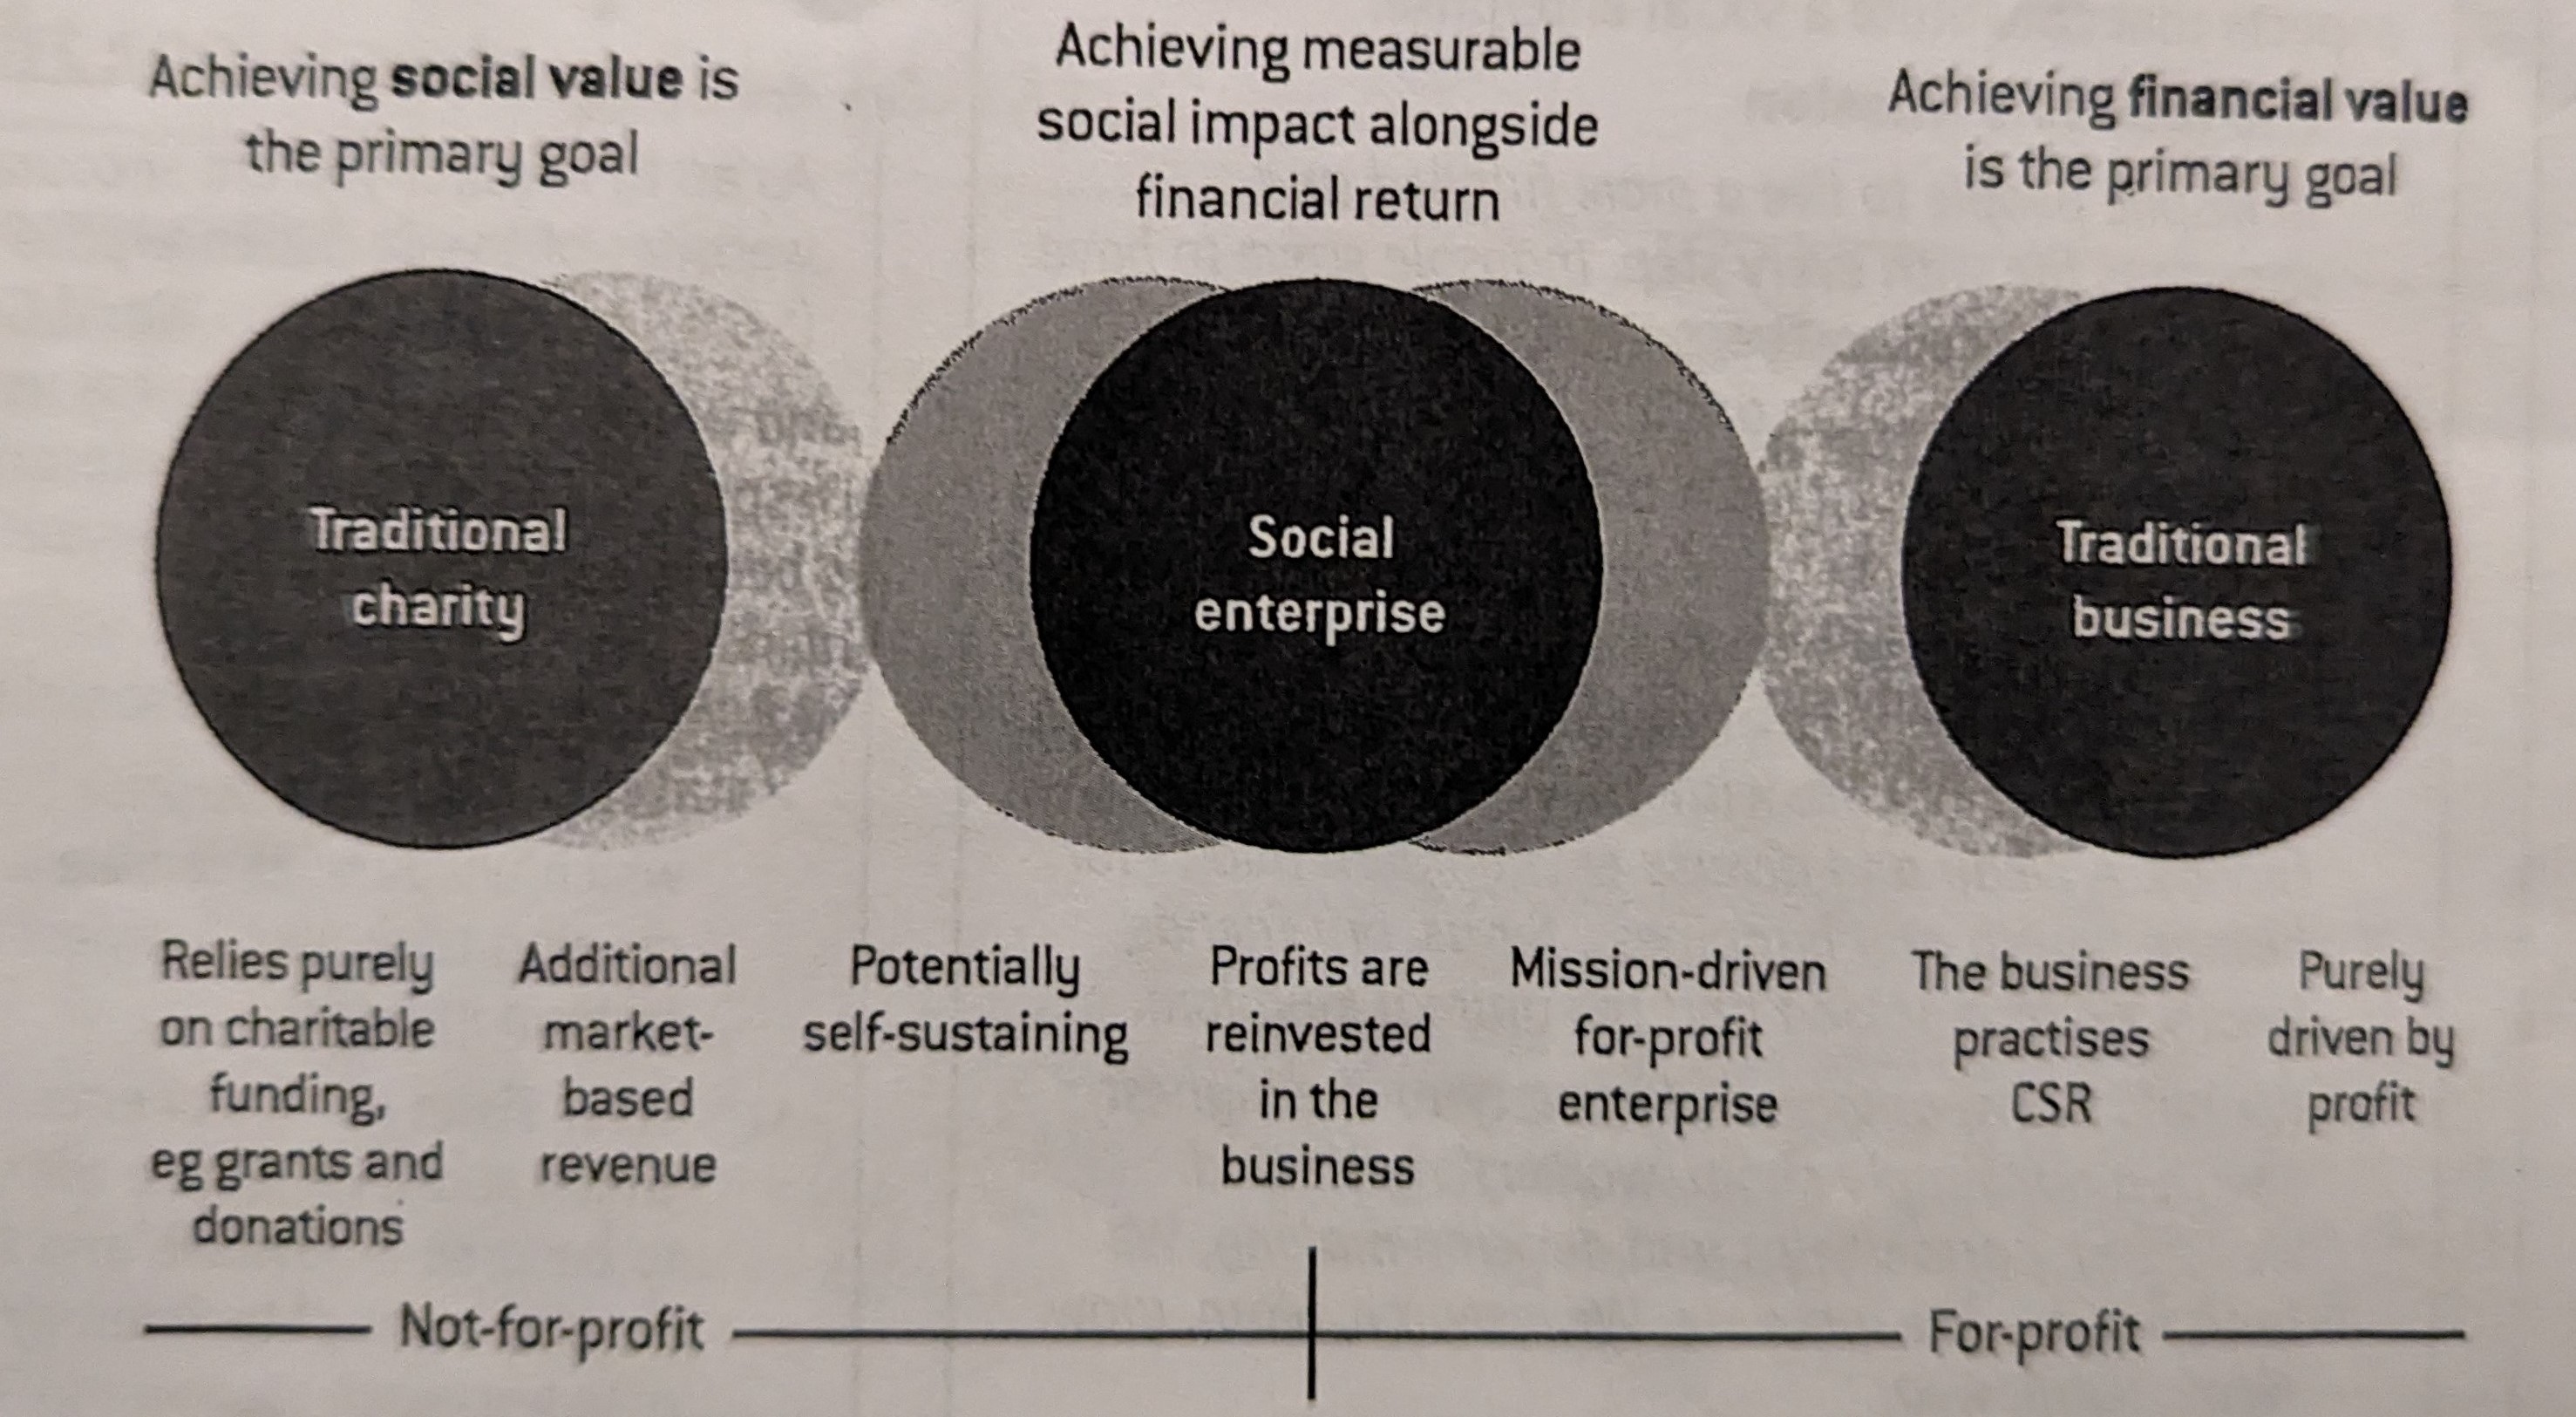 Achieving social value is
the primary goal
Achieving measurable
social impact alongside
financial return
Achieving financial value
is the primary goal
Traditional
charity
Social
enterprise
Traditional
business
Relies purely
on charitable
funding,
eg grants and
donations
Additional
market-
based
revenue
Potentially
self-sustaining
Profits are
reinvested
in the
business
Mission-driven
for-profit
enterprise
The business
practises
CSR
Purely
driven by
profit
Not-for-profit
For-profit